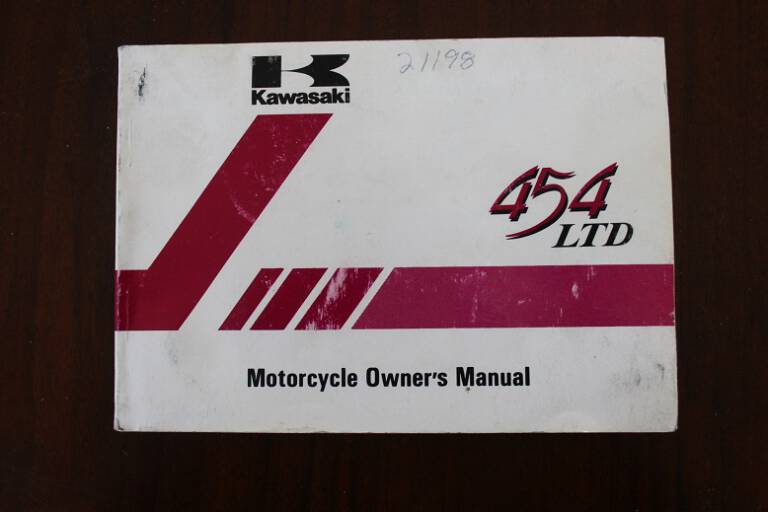 21198
Kawasaki
454
LTD
Motorcycle Owner's Manual